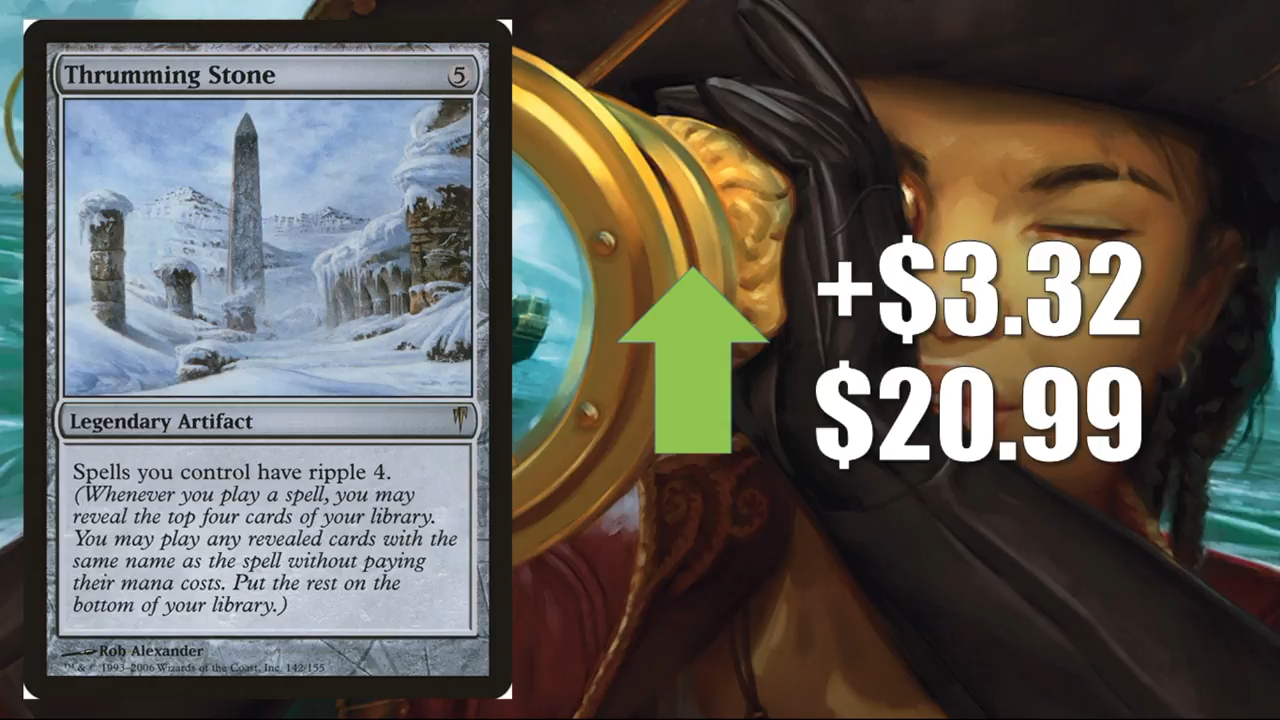 Thrumming Stone 5
Legendary Artifact
Spells you control have ripple 4.
(Whenever you play a spell, you may
reveal the top four cards of your library.
You may play any revealed cards with the
same name as the spell without paying
their mana costs. Put the rest on the
bottom of your library.)
Rob Alexander
™ & © 1993–2006 Wizards of the Coast, Inc. 142/155
+$3.32
$20.99